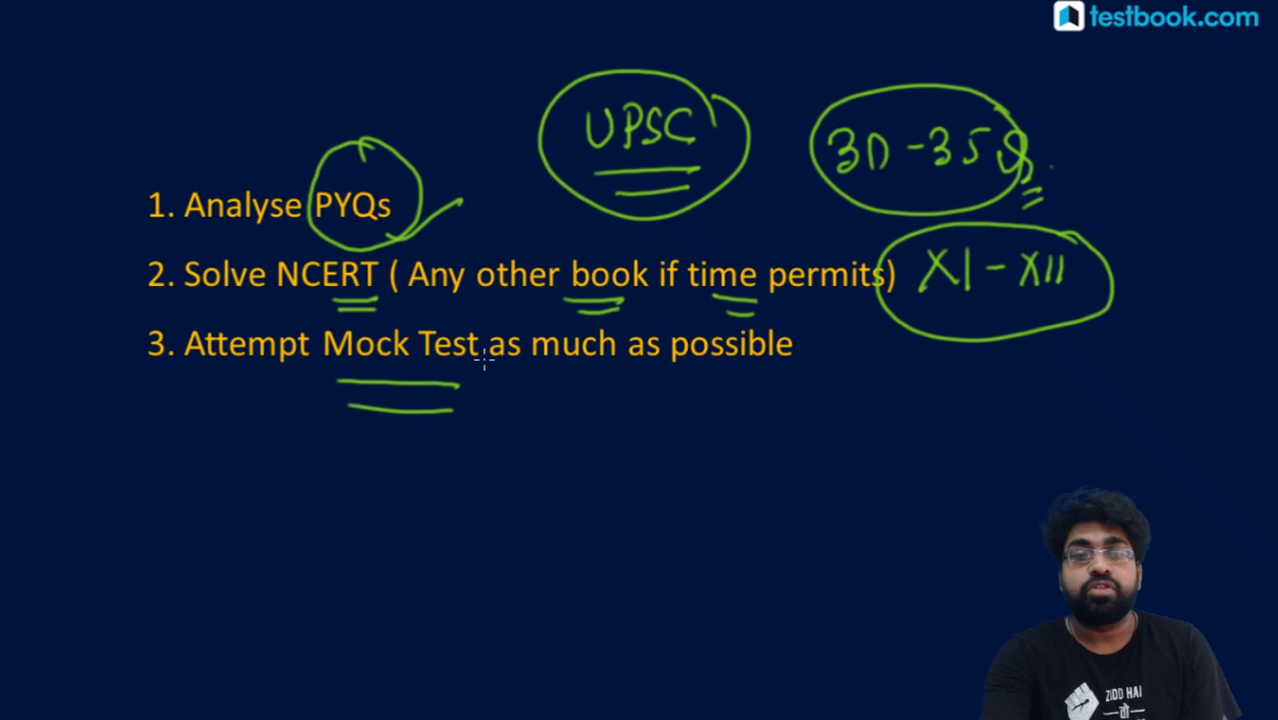 testbook.com
UPSC
30-35 Q
1. Analyse PYQs
2. Solve NCERT ( Any other book if time permits) XI-XII
3. Attempt Mock Test as much as possible
ZIDD HAI
तो